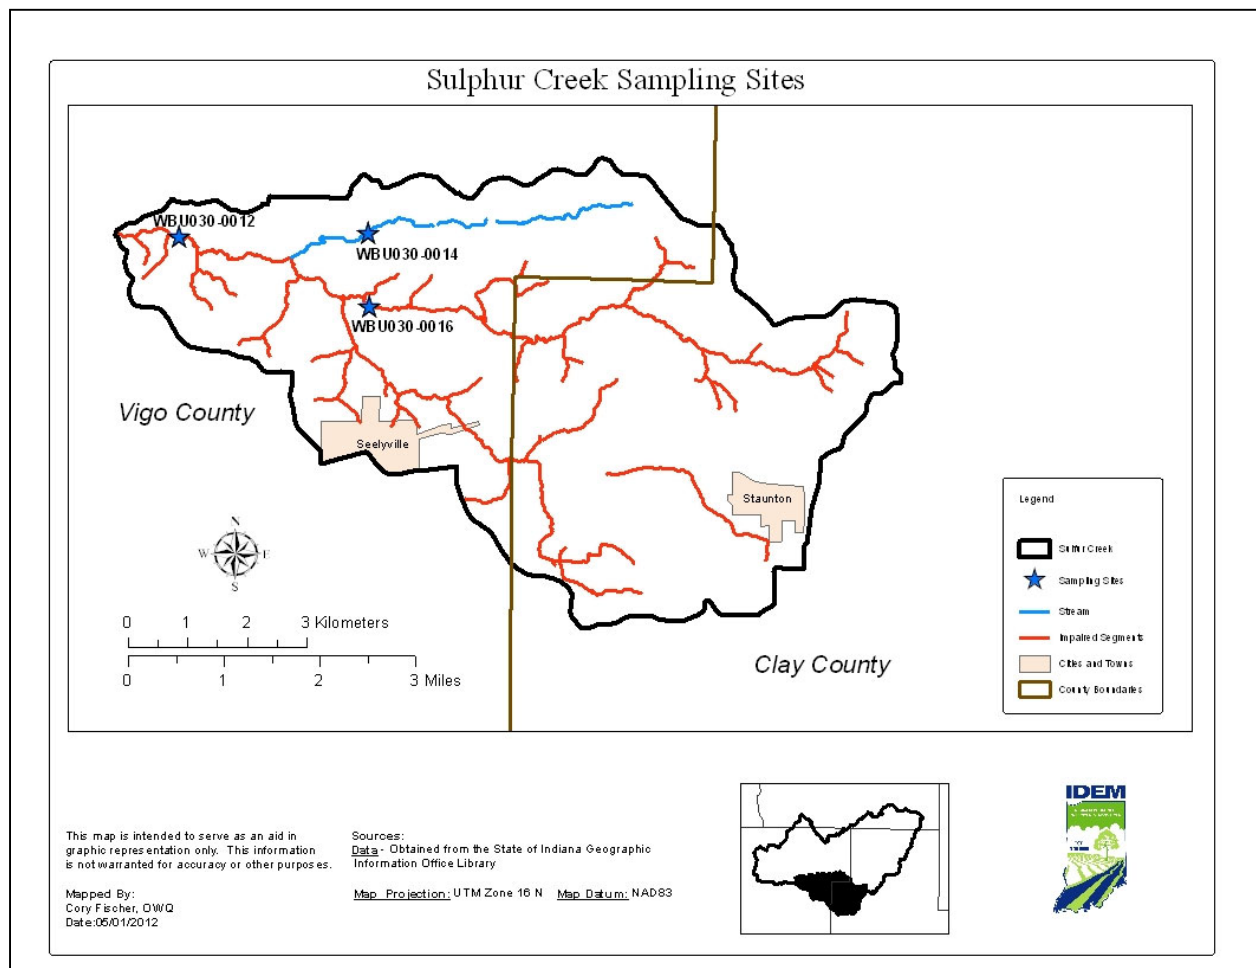 Sulphur Creek Sampling Sites
WBU030-0012
WBU030-0014
WBU030-0016
Vigo County
Seelyville
Staunton
Clay County
N
W E
S
0 1 2 3 Kilometers
0 1 2 3 Miles
Legend
Sulfur Creek
Sampling Sites
Stream
Impaired Segments
Cities and Towns
County Boundaries
This map is intended to serve as an aid in
graphic representation only. This information
is not warranted for accuracy or other purposes.
Mapped By:
Cory Fischer, OWQ
Date:05/01/2012
Sources:
Data - Obtained from the State of Indiana Geographic
Information Office Library
Map Projection: UTM Zone 16 N Map Datum: NAD83
IDEM